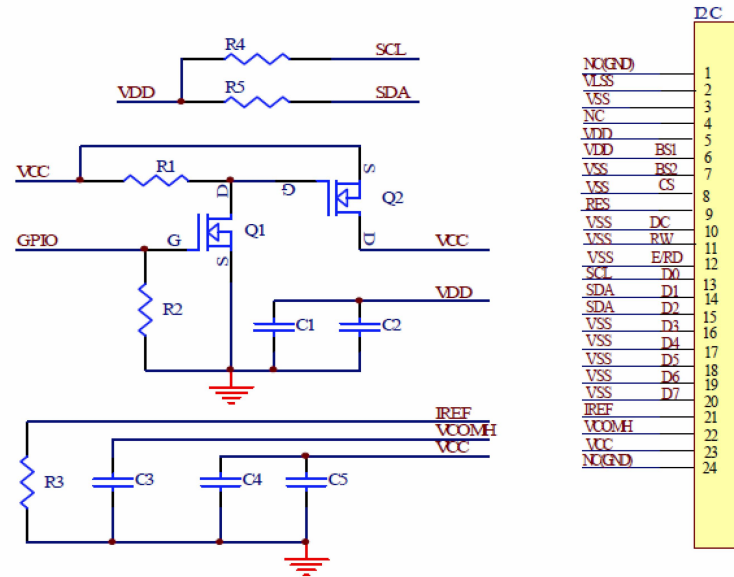 I2C
R4
SCL
R5
VDD
SDA
R1
VCC
D
G
S
Q2
Q1
GPIO
G
S
D
VCC
R2
VDD
C1
C2
IREF
VCOMH
VCC
R3
C3
C4
C5
NC(GND) 1
VLSS 2
VSS 3
NC 4
VDD 5
VDD BS1 6
VSS BS2 7
VSS CS 8
RES 9
VSS DC 10
VSS RW 11
VSS E/RD 12
SCL D0 13
SDA D1 14
SDA D2 15
VSS D3 16
VSS D4 17
VSS D5 18
VSS D6 19
VSS D7 20
IREF 21
VCOMH 22
VCC 23
NC(GND) 24